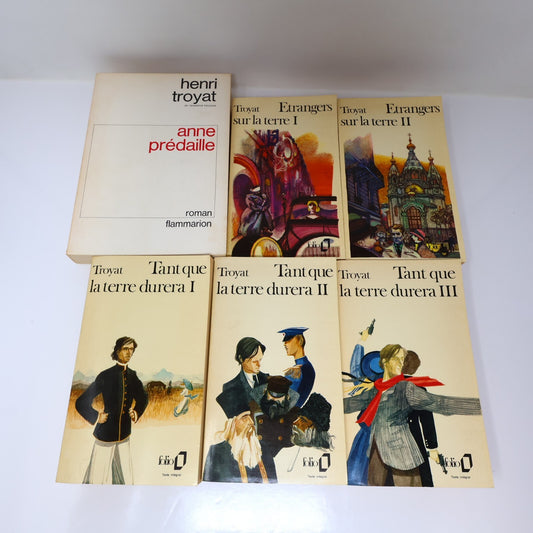 henri
troyat
de l'académie française
anne
prédaille
roman
flammarion
Troyat Etrangers
sur la terre I
folio
Troyat Etrangers
sur la terre II
folio
Troyat Tant que
la terre durera I
folio
Texte intégral
Troyat Tant que
la terre durera II
folio
Texte intégral
Troyat Tant que
la terre durera III
folio
Texte intégral